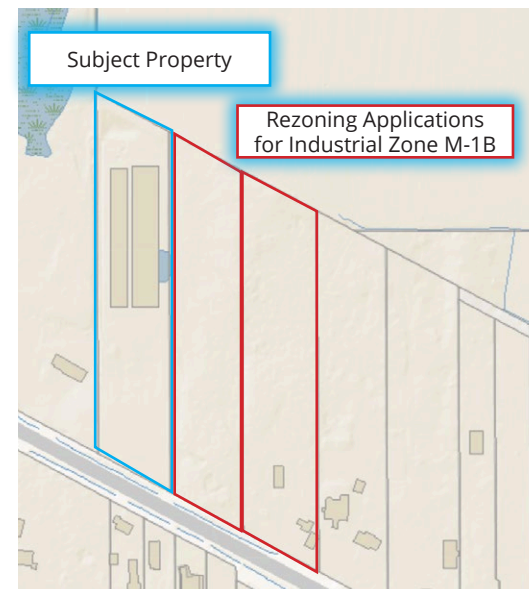 Subject Property
Rezoning Applications
for Industrial Zone M-1B